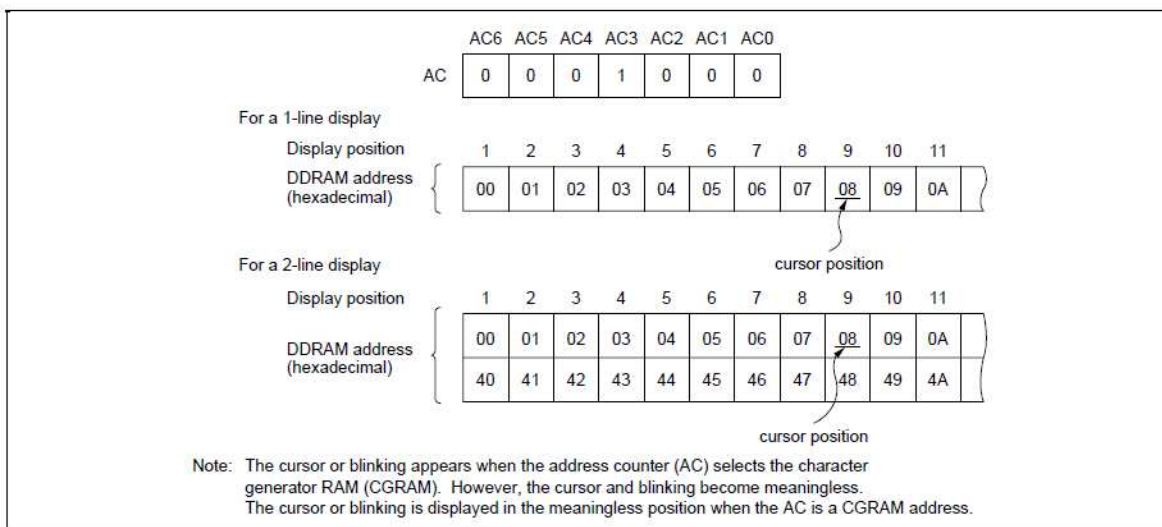 AC6 AC5 AC4 AC3 AC2 AC1 AC0
AC 0 0 0 1 0 0 0
For a 1-line display
Display position 1 2 3 4 5 6 7 8 9 10 11
DDRAM address
(hexadecimal)
00 01 02 03 04 05 06 07 08 09 0A
cursor position
For a 2-line display
Display position 1 2 3 4 5 6 7 8 9 10 11
00 01 02 03 04 05 06 07 08 09 0A
DDRAM address
(hexadecimal)
40 41 42 43 44 45 46 47 48 49 4A
cursor position
Note: The cursor or blinking appears when the address counter (AC) selects the character
generator RAM (CGRAM). However, the cursor and blinking become meaningless.
The cursor or blinking is displayed in the meaningless position when the AC is a CGRAM address.